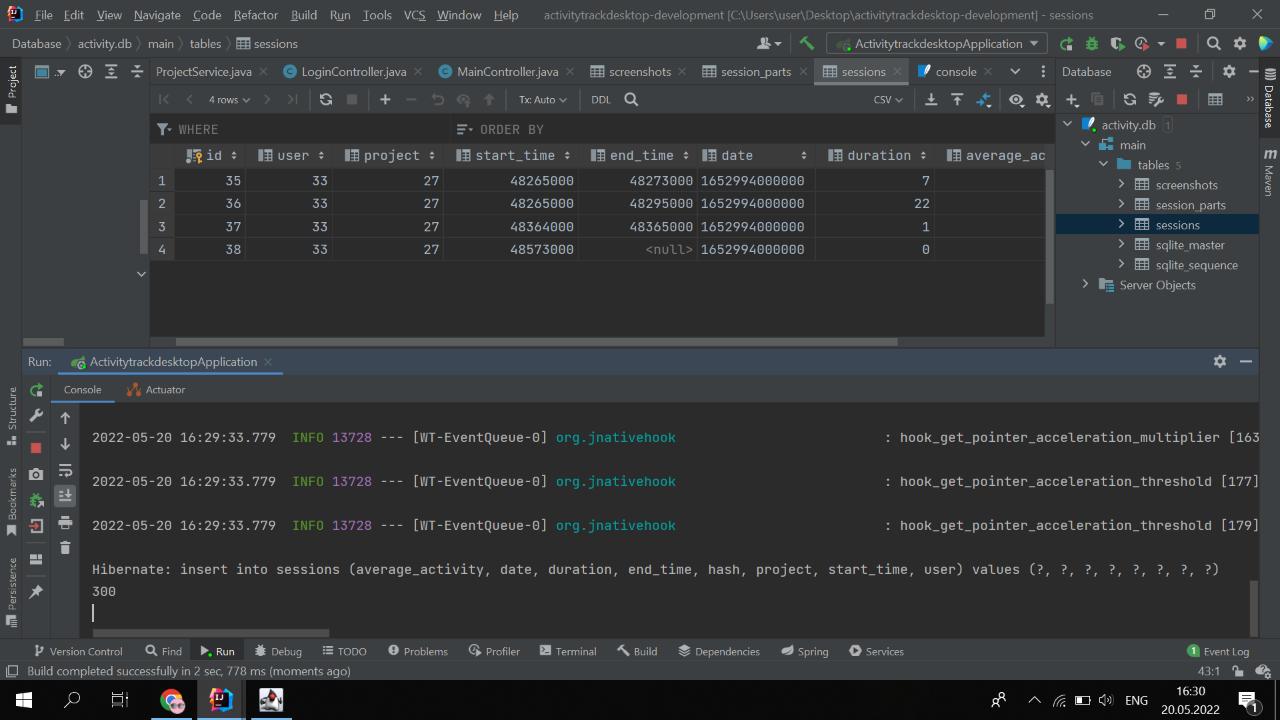 File Edit View Navigate Code Refactor Build Run Tools VCS Window Help activitytrackdesktop-development [C:\Users\user\Desktop\activitytrackdesktop-development] - sessions
Database activity.db main tables sessions ActivitytrackdesktopApplication
Project
ProjectService.java LoginController.java MainController.java screenshots session_parts sessions console Database
4 rows Tx: Auto DDL CSV
WHERE ORDER BY
id user project start_time end_time date duration average_ac
1 35 33 27 48265000 48273000 1652994000000 7
2 36 33 27 48265000 48295000 1652994000000 22
3 37 33 27 48364000 48365000 1652994000000 1
4 38 33 27 48573000 <null> 1652994000000 0
activity.db 1
main
tables 5
screenshots
session_parts
sessions
sqlite_master
sqlite_sequence
Server Objects
Database
Maven
Run: ActivitytrackdesktopApplication
Console Actuator
Structure
Bookmarks
Persistence
2022-05-20 16:29:33.779 INFO 13728 --- [WT-EventQueue-0] org.jnativehook : hook_get_pointer_acceleration_multiplier [163
2022-05-20 16:29:33.779 INFO 13728 --- [WT-EventQueue-0] org.jnativehook : hook_get_pointer_acceleration_threshold [177]
2022-05-20 16:29:33.779 INFO 13728 --- [WT-EventQueue-0] org.jnativehook : hook_get_pointer_acceleration_threshold [179]
Hibernate: insert into sessions (average_activity, date, duration, end_time, hash, project, start_time, user) values (?, ?, ?, ?, ?, ?, ?, ?)
300
Version Control Find Run Debug TODO Problems Profiler Terminal Build Dependencies Spring Services 1 Event Log
Build completed successfully in 2 sec, 778 ms (moments ago) 43:1
ENG 16:30
20.05.2022 1